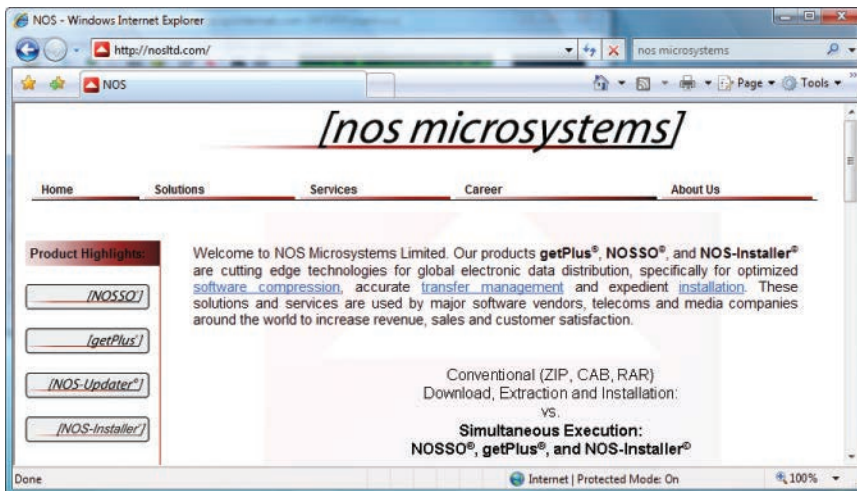 NOS - Windows Internet Explorer
http://nosltd.com/
nos microsystems
NOS
Page
Tools
[nos microsystems]
Home Solutions Services Career About Us
Product Highlights:
[NOSSO®]
[getPlus®]
[NOS-Updater®]
[NOS-Installer®]
Welcome to NOS Microsystems Limited. Our products getPlus®, NOSSO®, and NOS-Installer®
are cutting edge technologies for global electronic data distribution, specifically for optimized
software compression, accurate transfer management and expedient installation. These
solutions and services are used by major software vendors, telecoms and media companies
around the world to increase revenue, sales and customer satisfaction.
Conventional (ZIP, CAB, RAR)
Download, Extraction and Installation:
vs.
Simultaneous Execution:
NOSSO®, getPlus®, and NOS-Installer®
Done
Internet | Protected Mode: On
100%